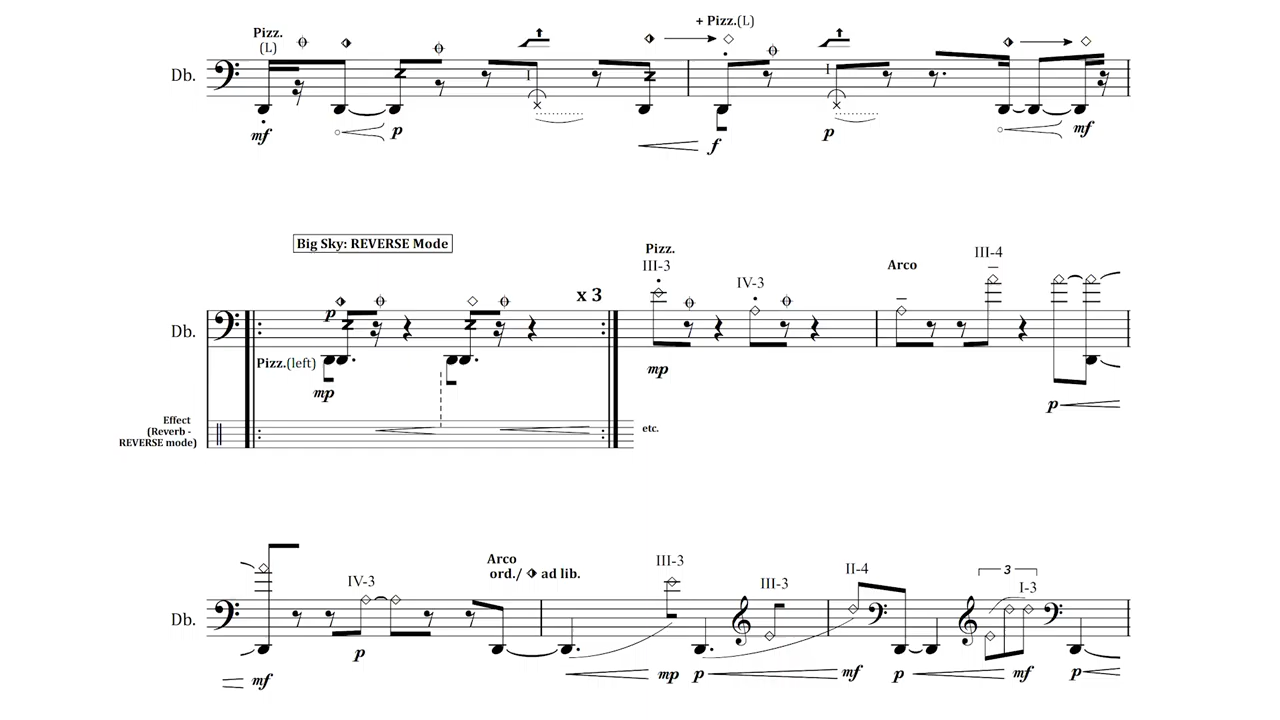 Pizz.
(L)
+ Pizz.(L)
Db.
I
I
mf
p
f
p
mf
Big Sky: REVERSE Mode
Pizz.
III-3
IV-3
Arco
III-4
x 3
p
Db.
Pizz.(left)
mp
mp
p
Effect
(Reverb -
REVERSE mode)
etc.
Arco
ord./ ad lib.
IV-3
III-3
III-3
II-4
3
I-3
Db.
p
mf
mp
p
mf
p
mf
p